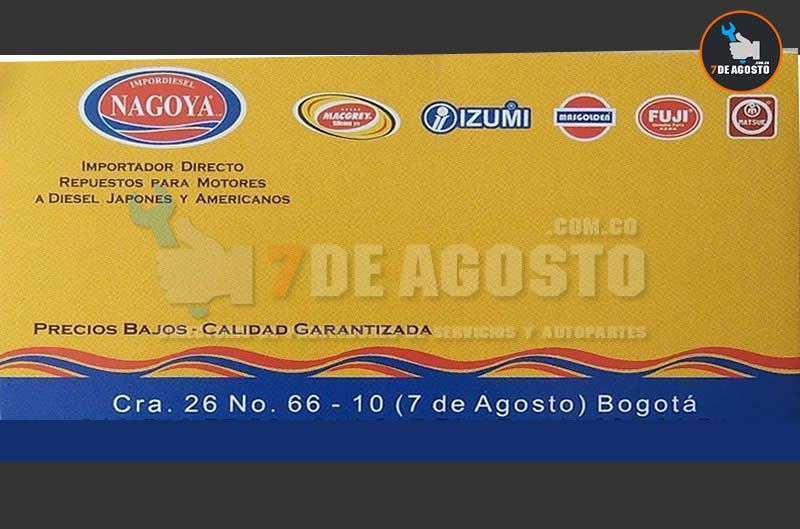 7DE AGOSTO
.com.co
IMPORDIESEL
NAGOYA
MACGREY
IZUMI
MASGOLDEN
FUJI
MATSUK
IMPORTADOR DIRECTO
REPUESTOS PARA MOTORES
A DIESEL JAPONES Y AMERICANOS
.COM.CO
7DE AGOSTO
DE SERVICIOS Y AUTOPARTES
PRECIOS BAJOS - CALIDAD GARANTIZADA
Cra. 26 No. 66 - 10 (7 de Agosto) Bogotá